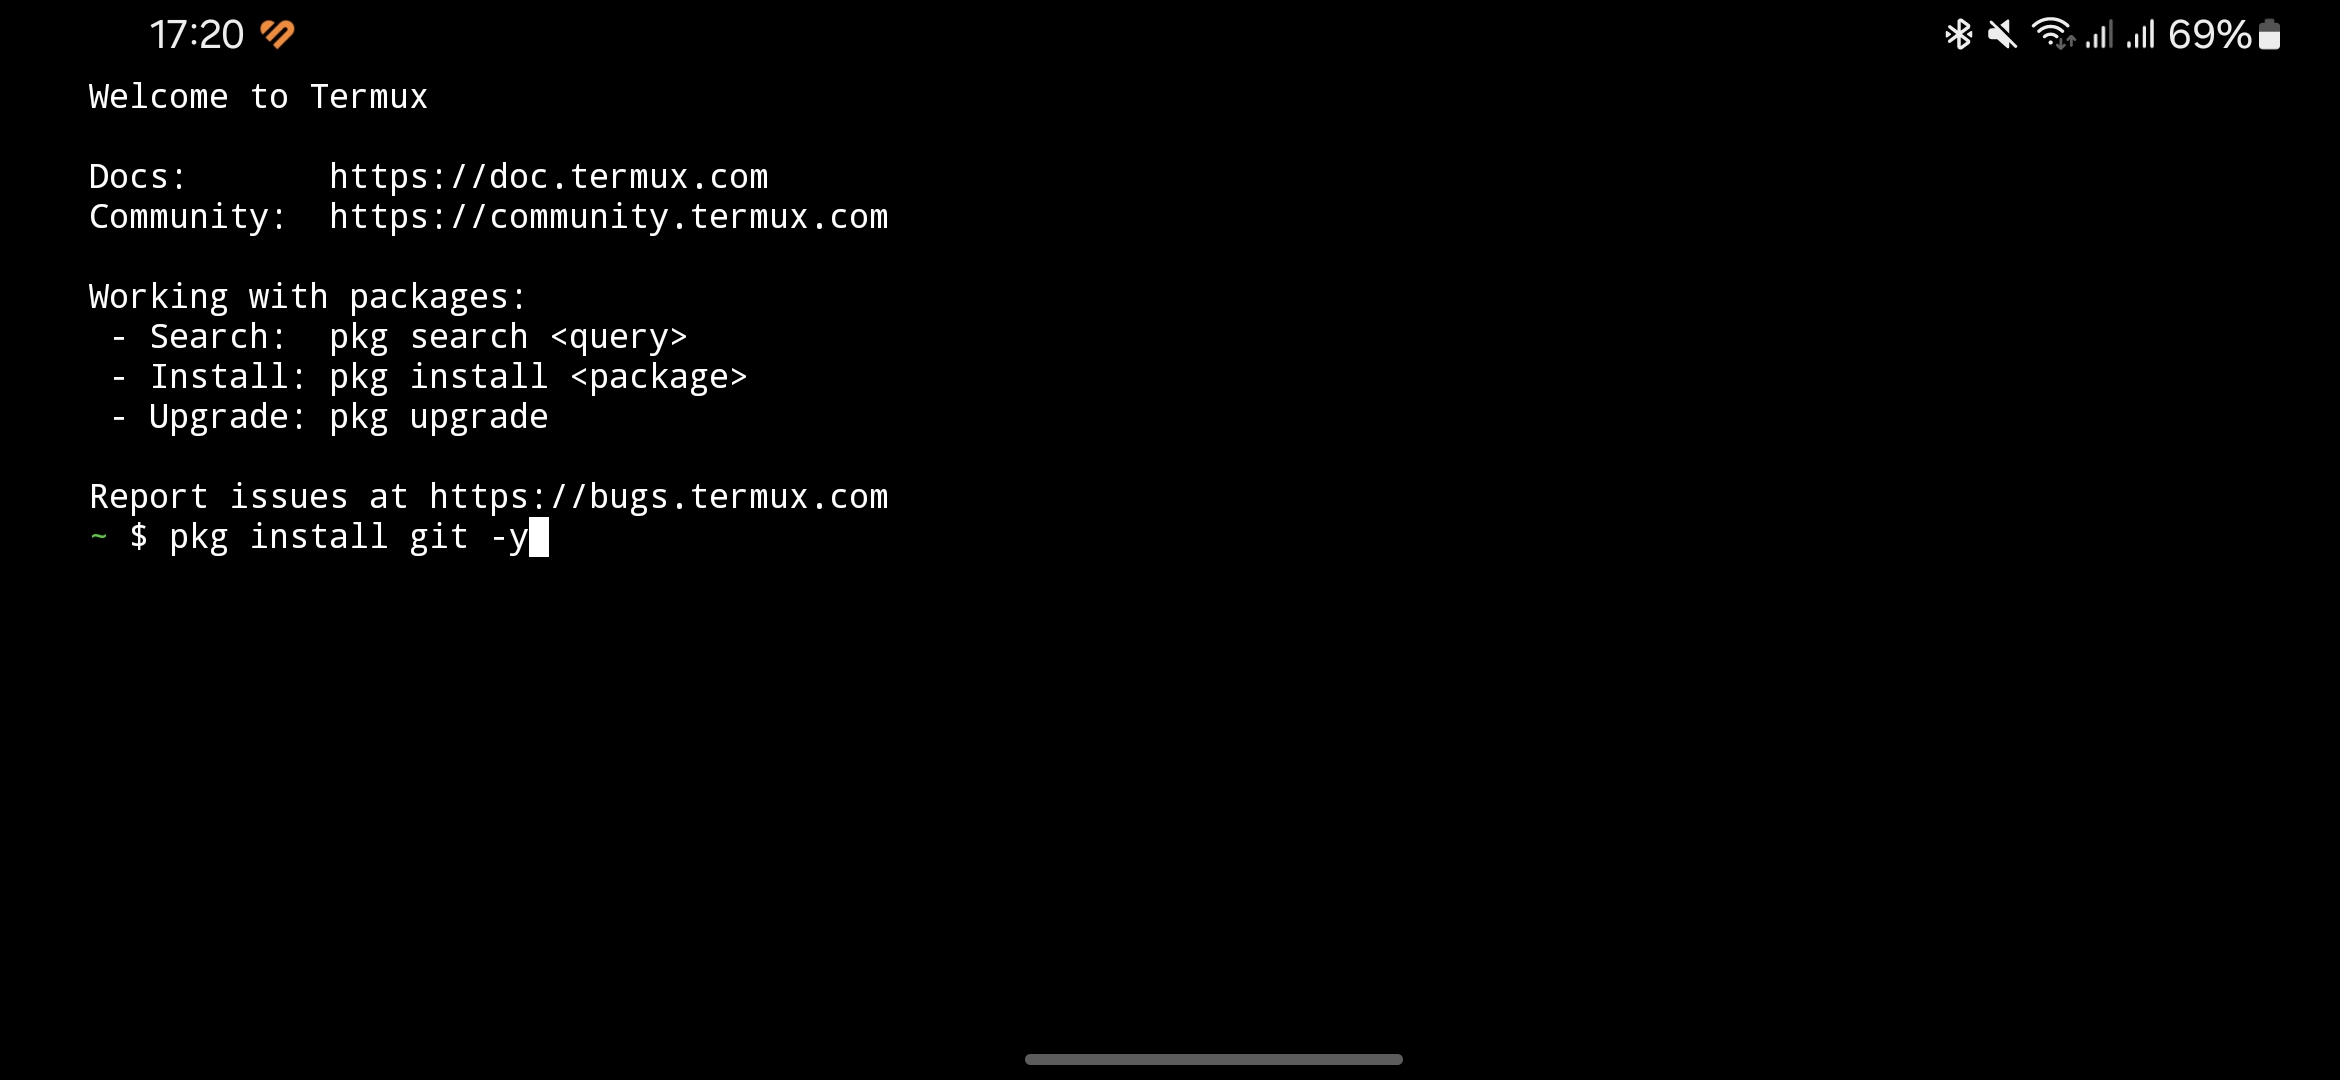 17:20 69%
Welcome to Termux
Docs: https://doc.termux.com
Community: https://community.termux.com
Working with packages:
- Search: pkg search <query>
- Install: pkg install <package>
- Upgrade: pkg upgrade
Report issues at https://bugs.termux.com
~ $ pkg install git -y